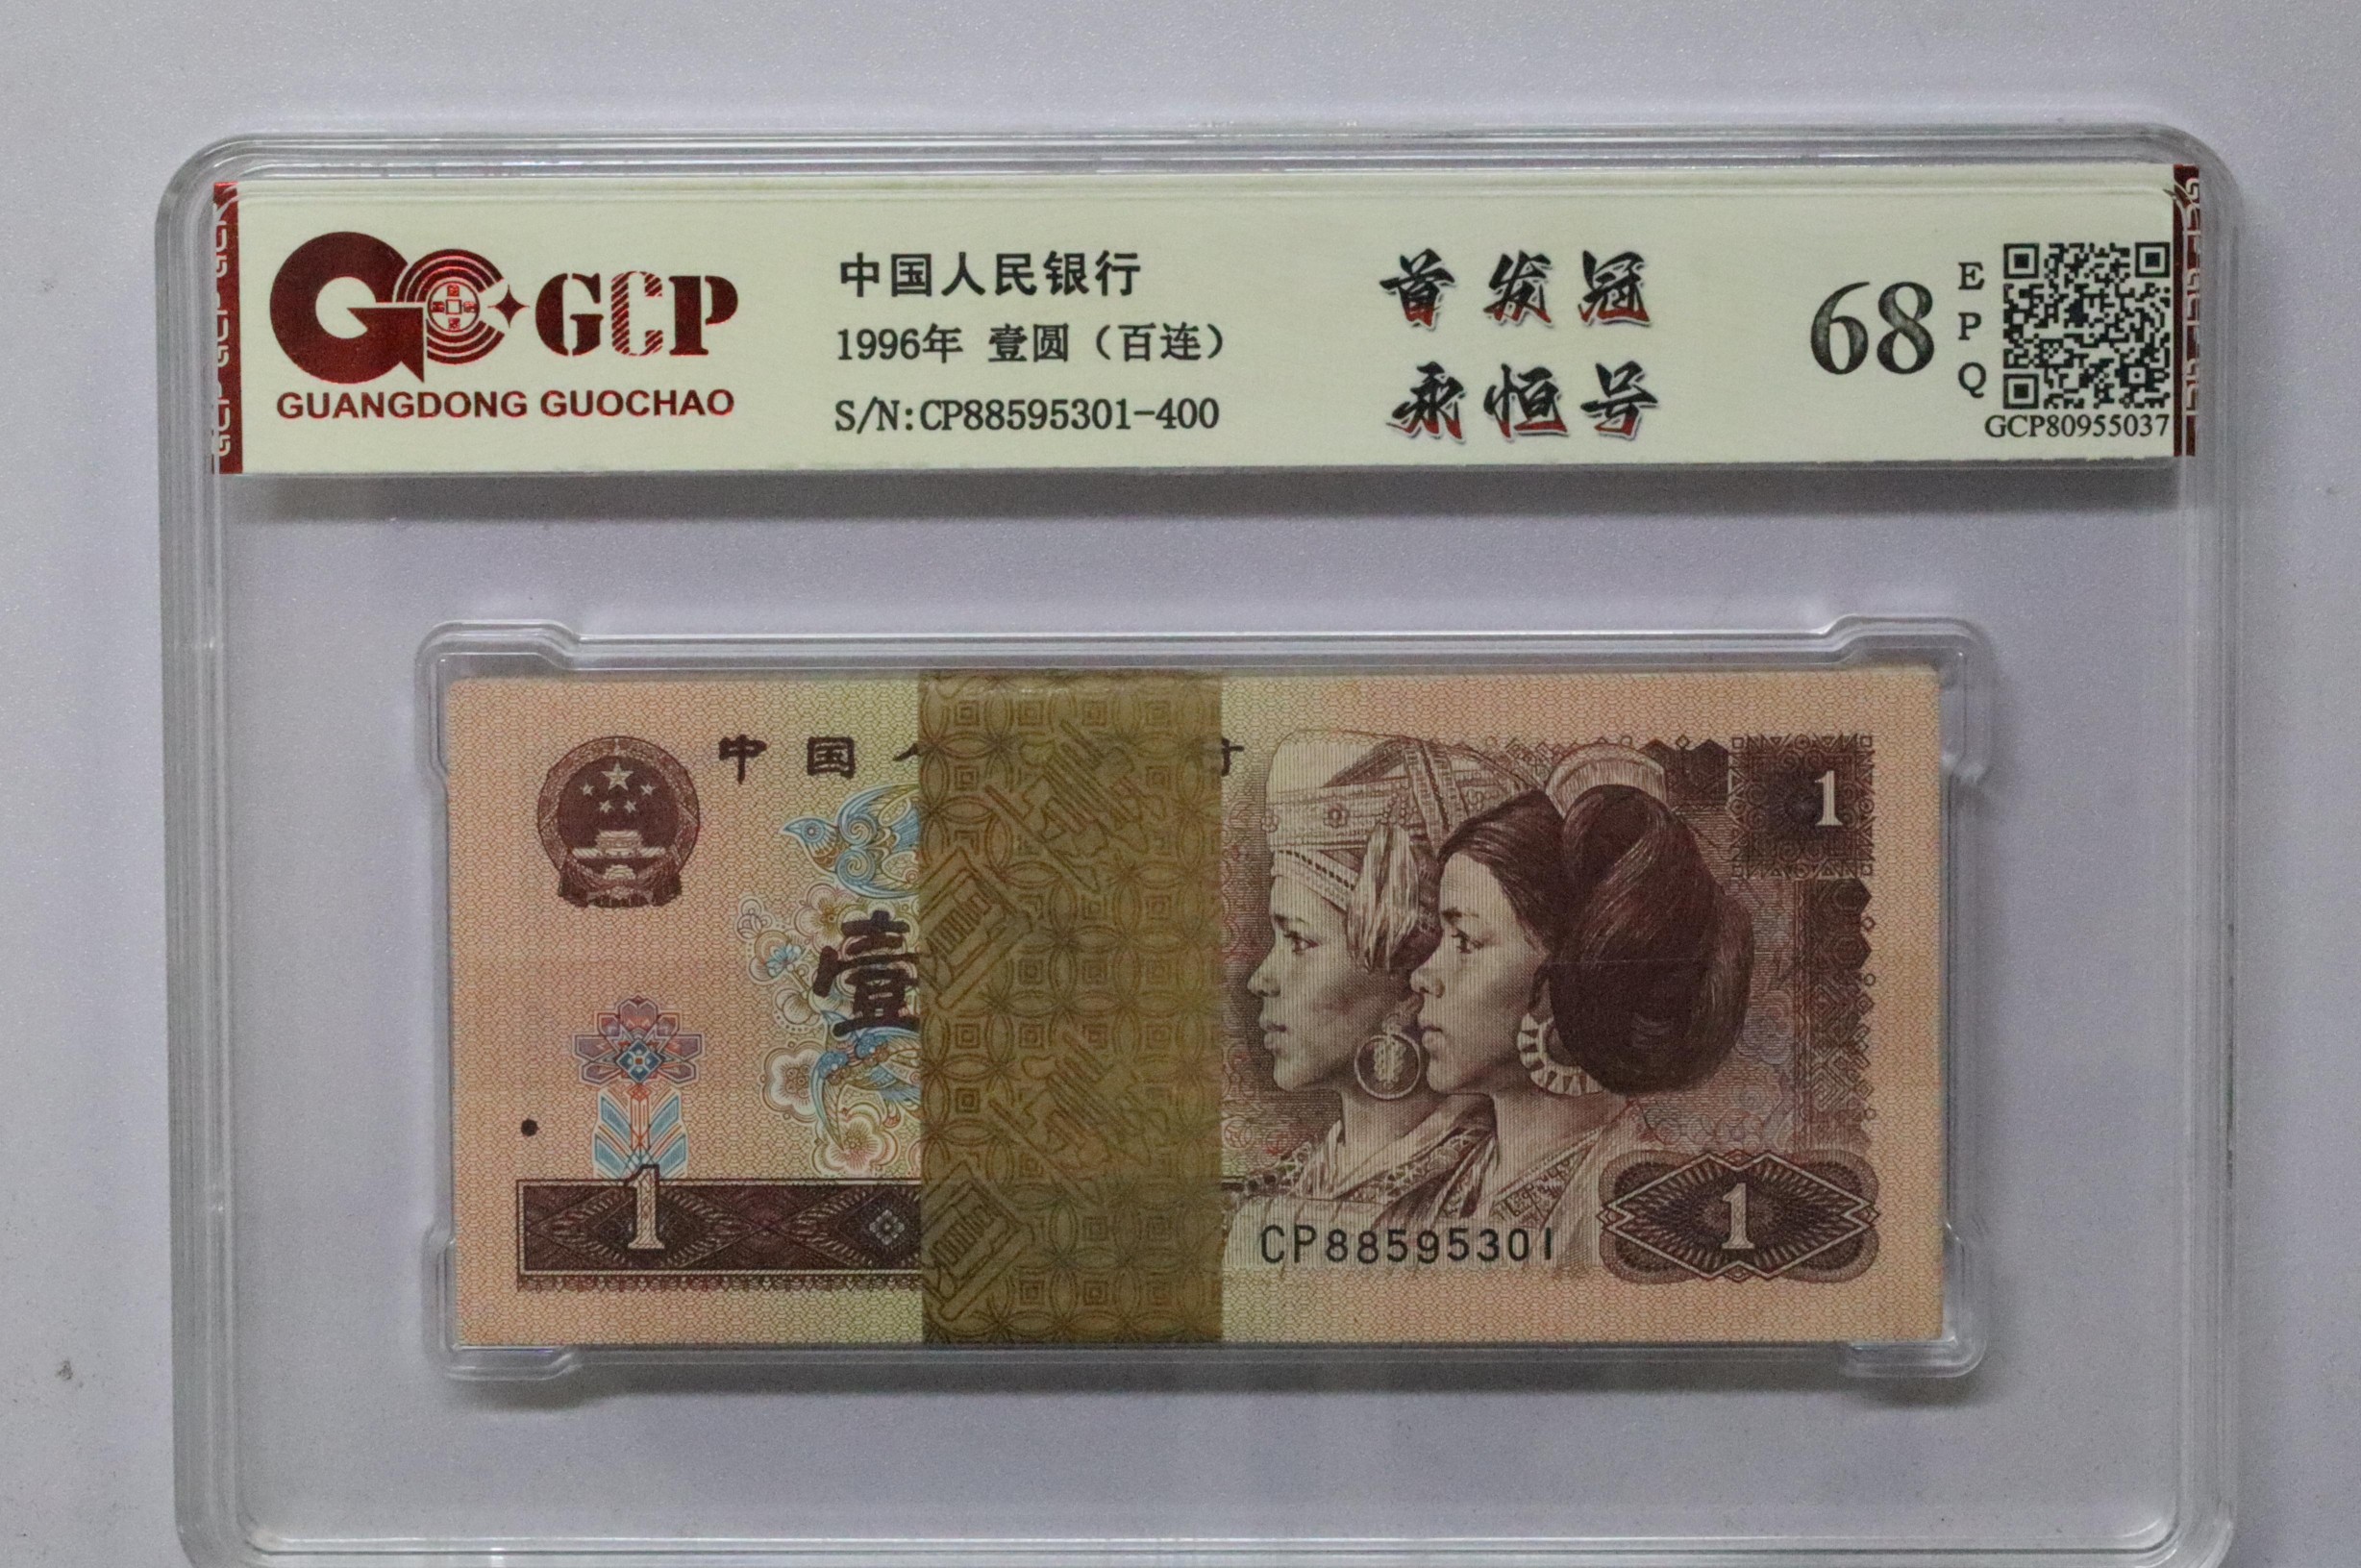 GCP
GUANGDONG GUOCHAO
中国人民银行
1996年 壹圆（百连）
S/N:CP88595301-400
首发冠
永恒号
68
EPQ
GCP80955037
中国
1
壹
1
CP88595301
1